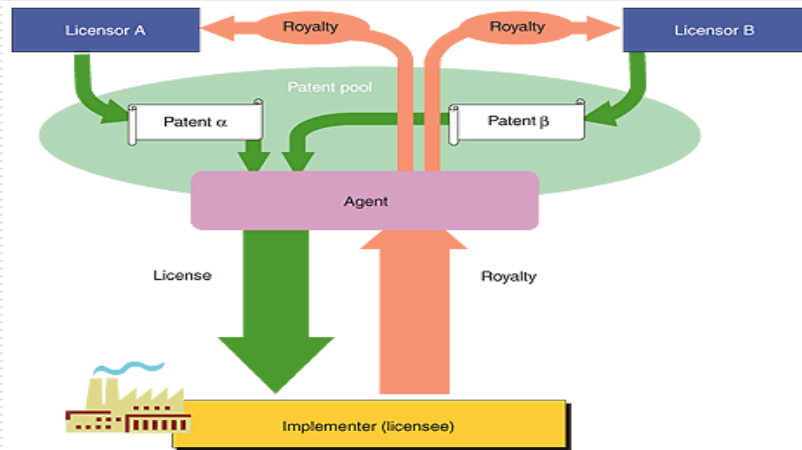 Licensor A
Royalty
Royalty
Licensor B
Patent pool
Patent α
Patent β
Agent
License
Royalty
Implementer (licensee)